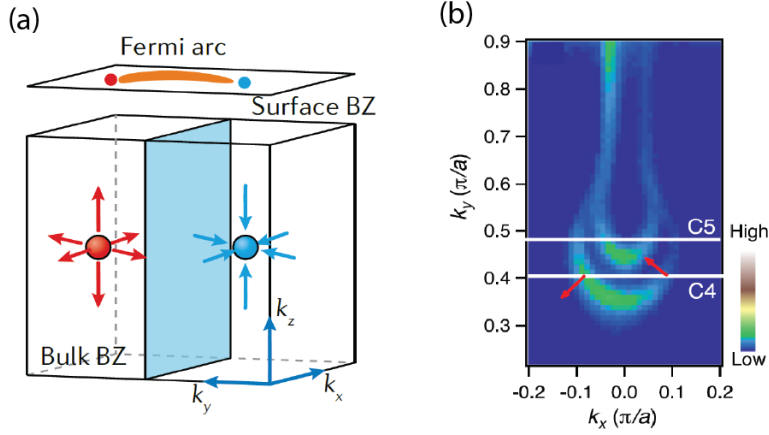 (a)
Fermi arc
Surface BZ
Bulk BZ
k_z
k_y
k_x
(b)
0.9
0.8
0.7
0.6
0.5
0.4
0.3
k_y (π/a)
C5
C4
High
Low
-0.2 -0.1 0.0 0.1 0.2
k_x (π/a)